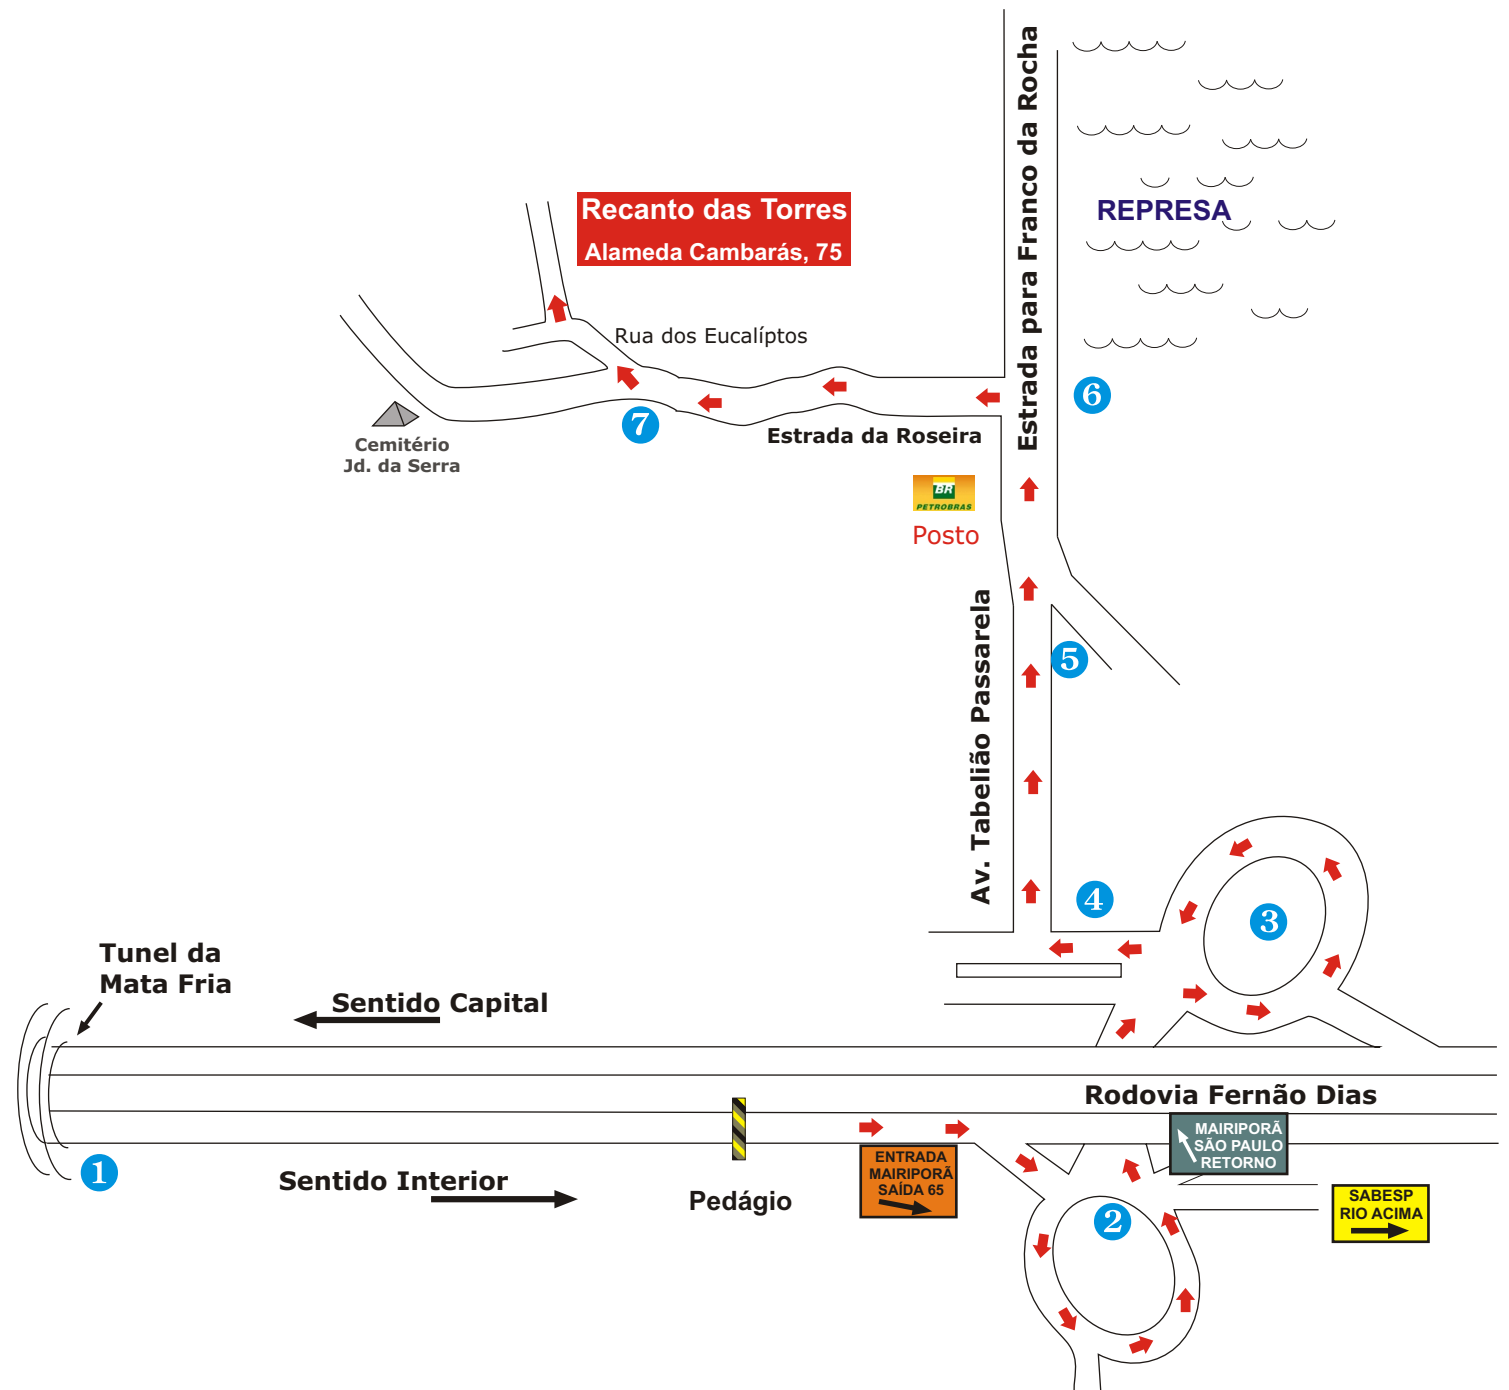 Estrada para Franco da Rocha
REPRESA
Recanto das Torres
Alameda Cambarás, 75
Rua dos Eucalíptos
6
7
Estrada da Roseira
Cemitério
Jd. da Serra
BR
PETROBRAS
Posto
5
Av. Tabelião Passarela
4
3
Tunel da
Mata Fria
Sentido Capital
Rodovia Fernão Dias
MAIRIPORÃ
SÃO PAULO
RETORNO
1
Sentido Interior
Pedágio
ENTRADA
MAIRIPORÃ
SAÍDA 65
2
SABESP
RIO ACIMA